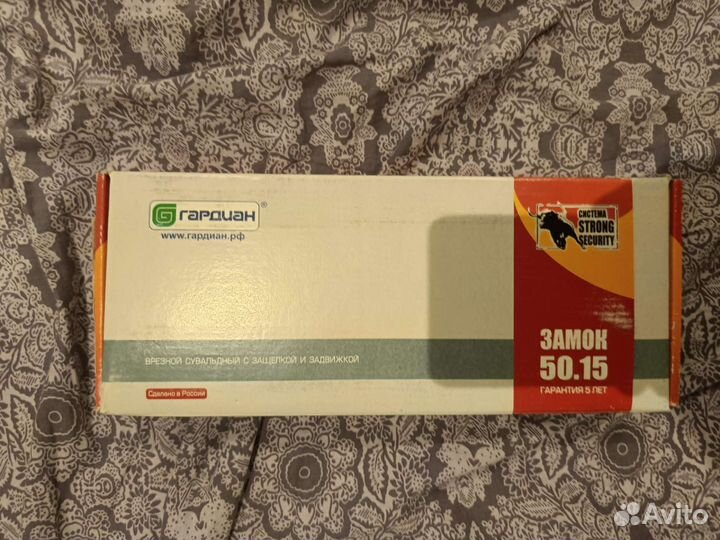 гардиан®
www.гардиан.рф
ВРЕЗНОЙ СУВАЛЬДНЫЙ С ЗАЩЕЛКОЙ И ЗАДВИЖКОЙ
Сделано в России
СИСТЕМА
STRONG
SECURITY
ЗАМОК
50.15
ГАРАНТИЯ 5 ЛЕТ
Avito